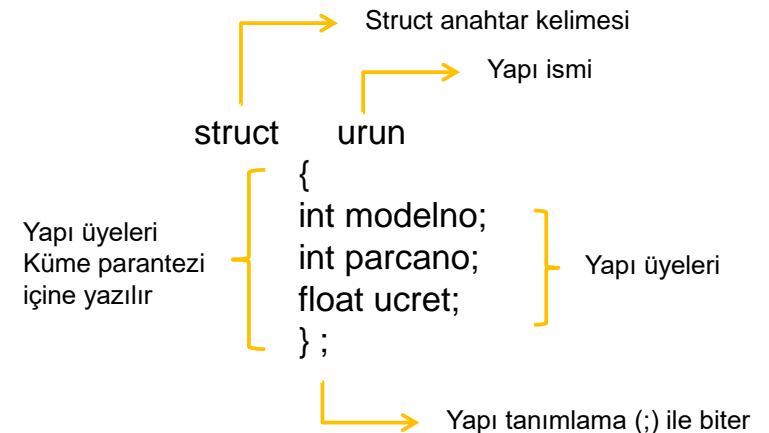 Struct anahtar kelimesi
Yapı ismi
struct urun
{
int modelno;
int parcano;
float ucret;
} ;
Yapı üyeleri
Küme parantezi
içine yazılır
Yapı üyeleri
Yapı tanımlama (;) ile biter